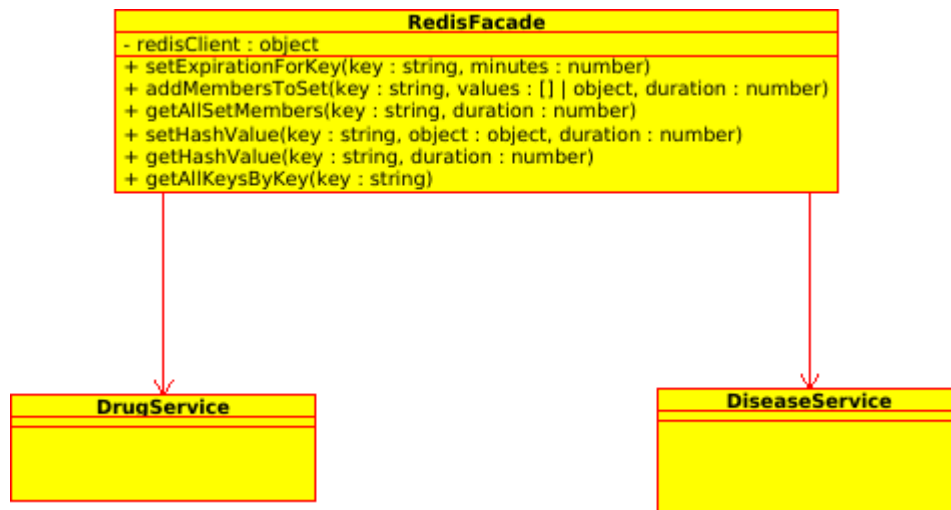 RedisFacade
- redisClient : object
+ setExpirationForKey(key : string, minutes : number)
+ addMembersToSet(key : string, values : [] | object, duration : number)
+ getAllSetMembers(key : string, duration : number)
+ setHashValue(key : string, object : object, duration : number)
+ getHashValue(key : string, duration : number)
+ getAllKeysByKey(key : string)
DrugService
DiseaseService